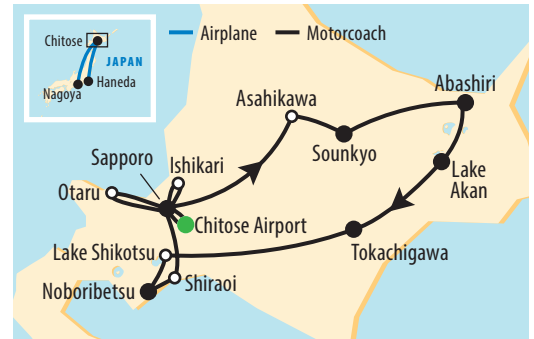 Chitose
JAPAN
Nagoya
Haneda
Airplane
Motorcoach
Abashiri
Asahikawa
Sounkyo
Sapporo
Ishikari
Lake
Akan
Otaru
Chitose Airport
Lake Shikotsu
Tokachigawa
Noboribetsu
Shiraoi